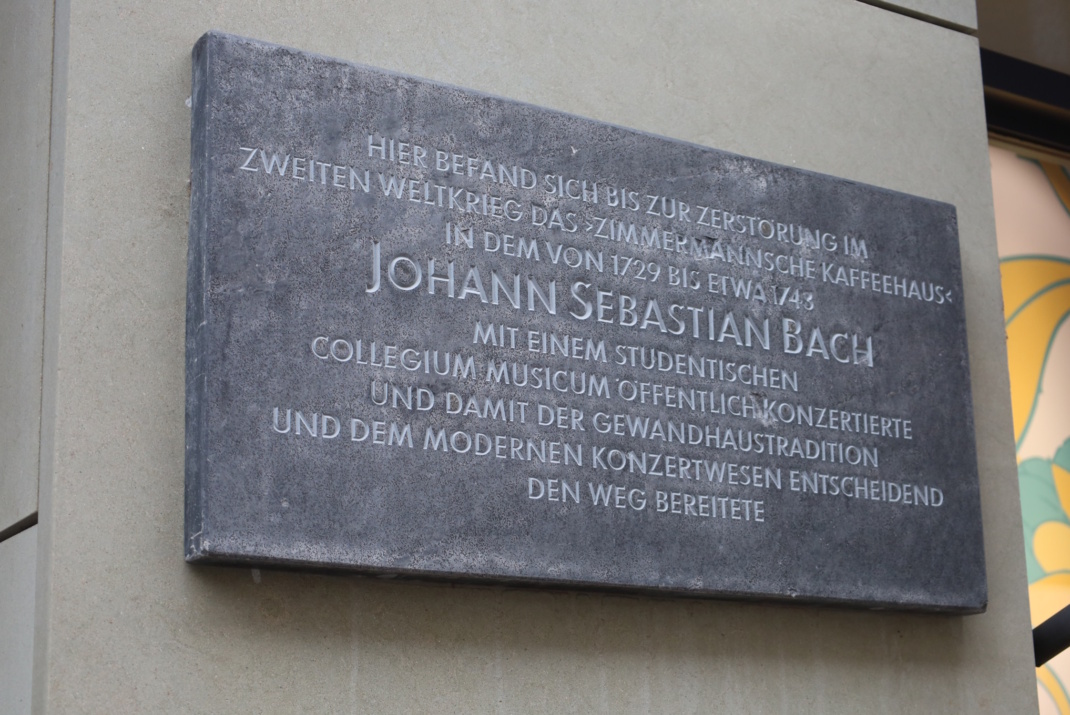 HIER BEFAND SICH BIS ZUR ZERSTÖRUNG IM
ZWEITEN WELTKRIEG DAS ›ZIMMERMANNSCHE KAFFEEHAUS‹
IN DEM VON 1729 BIS ETWA 1743
JOHANN SEBASTIAN BACH
MIT EINEM STUDENTISCHEN
COLLEGIUM MUSICUM ÖFFENTLICH KONZERTIERTE
UND DAMIT DER GEWANDHAUSTRADITION
UND DEM MODERNEN KONZERTWESEN ENTSCHEIDEND
DEN WEG BEREITETE